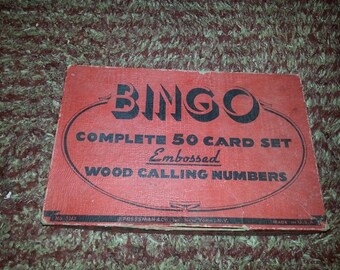 BINGO
COMPLETE 50 CARD SET
Embossed
WOOD CALLING NUMBERS